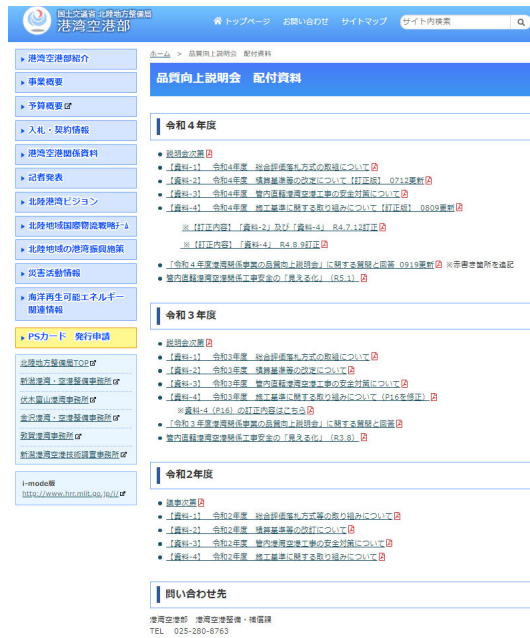 国土交通省 北陸地方整備局
港湾空港部
トップページ お問い合わせ サイトマップ サイト内検索
港湾空港部紹介
事業概要
予算概要
入札・契約情報
港湾空港関係資料
記者発表
北陸港湾ビジョン
北陸地域国際物流戦略ﾁｰﾑ
北陸地域の港湾振興施策
災害活動情報
海洋再生可能エネルギー
関連情報
PSカード 発行申請
北陸地方整備局TOP
新潟港湾・空港整備事務所
伏木富山港湾事務所
金沢港湾・空港整備事務所
敦賀港湾事務所
新潟港湾空港技術調査事務所
i-mode版
http://www.hrr.mlit.go.jp/i/
ホーム > 品質向上説明会 配付資料
品質向上説明会 配付資料
令和４年度
説明会次第
【資料-1】 令和4年度 総合評価落札方式の取組について
【資料-2】 令和4年度 積算基準等の改定について【訂正版】 0712更新
【資料-3】 令和4年度 管内直轄港湾空港工事の安全対策について
【資料-4】 令和4年度 施工基準に関する取り組みについて【訂正版】 0809更新
※【訂正内容】「資料-2」及び「資料-4」 R4.7.12訂正
※【訂正内容】「資料-4」 R4.8.9訂正
「令和４年度港湾関係事業の品質向上説明会」に関する質問と回答 0919更新 ※赤書き箇所を追記
管内直轄港湾空港関係工事安全の「見える化」（R5.1）
令和３年度
説明会次第
【資料-1】 令和3年度 総合評価落札方式の取組について
【資料-2】 令和3年度 積算基準等の改定について
【資料-3】 令和3年度 管内直轄港湾空港工事の安全対策について
【資料-4】 令和3年度 施工基準に関する取り組みについて（P16を修正）
※資料-4（P16）の訂正内容はこちら
「令和３年度港湾関係事業の品質向上説明会」に関する質問と回答
管内直轄港湾空港関係工事安全の「見える化」（R3.8）
令和2年度
議事次第
【資料-1】 令和2年度 総合評価落札方式等の取り組みについて
【資料-2】 令和2年度 積算基準等の改訂について
【資料-3】 令和2年度 管内港湾空港工事の安全対策について
【資料-4】 令和2年度 施工基準に関する取り組みについて
問い合わせ先
港湾空港部 港湾空港整備・補償課
TEL 025-280-8763